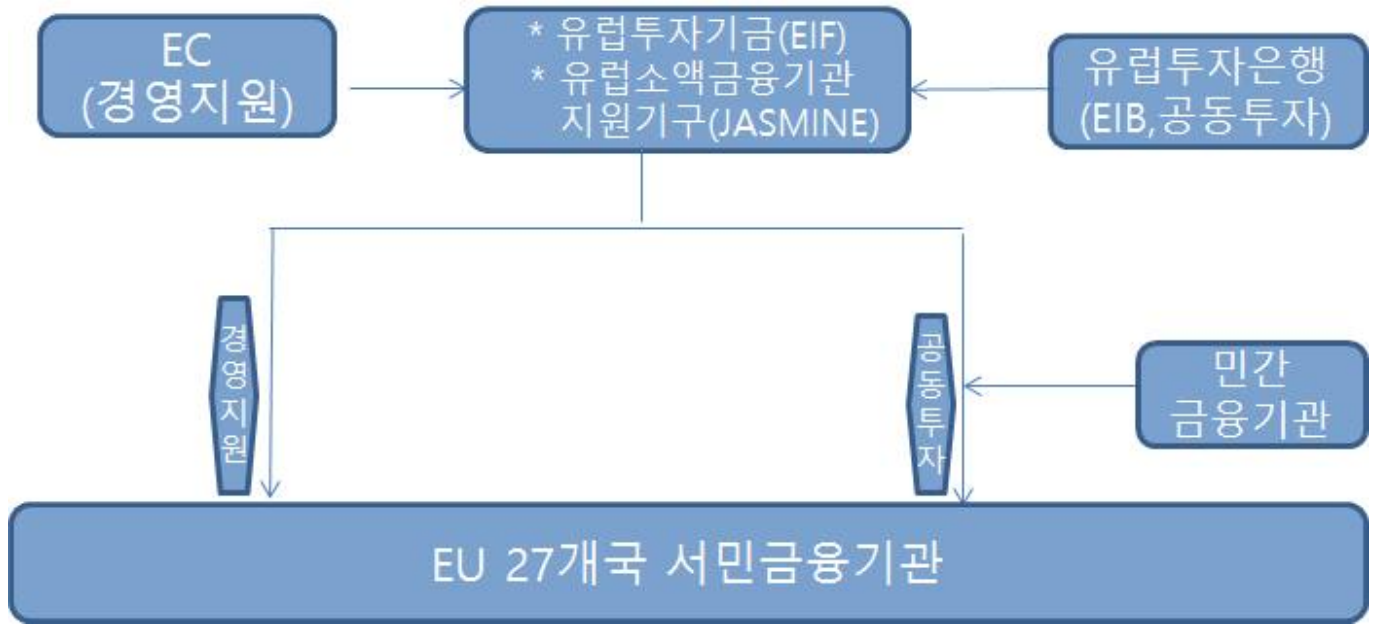 EC
(경영지원)
* 유럽투자기금(EIF)
* 유럽소액금융기관
지원기구(JASMINE)
유럽투자은행
(EIB,공동투자)
경영지원
공동투자
민간
금융기관
EU 27개국 서민금융기관